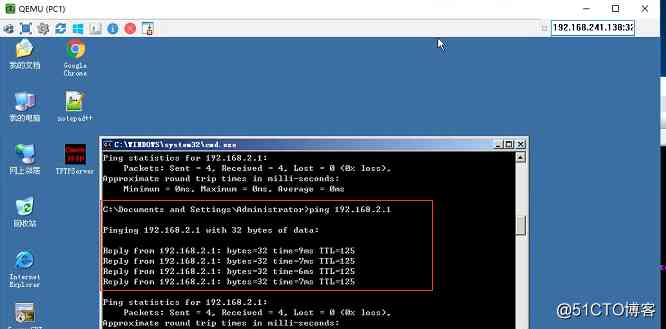 QEMU (PC1)
192.168.241.138:32
我的文档
Google
Chrome
我的电脑
notepad++
网上邻居
TFTPServer
回收站
Internet
Explorer
C:\WINDOWS\system32\cmd.exe
Ping statistics for 192.168.2.1:
Packets: Sent = 4, Received = 4, Lost = 0 (0% loss),
Approximate round trip times in milli-seconds:
Minimum = 0ms, Maximum = 0ms, Average = 0ms
C:\Documents and Settings\Administrator>ping 192.168.2.1
Pinging 192.168.2.1 with 32 bytes of data:
Reply from 192.168.2.1: bytes=32 time=9ms TTL=125
Reply from 192.168.2.1: bytes=32 time=7ms TTL=125
Reply from 192.168.2.1: bytes=32 time=6ms TTL=125
Reply from 192.168.2.1: bytes=32 time=7ms TTL=125
Ping statistics for 192.168.2.1:
Packets: Sent = 4, Received = 4, Lost = 0 (0% loss),
Approximate round trip times in milli-seconds:
@51CTO博客